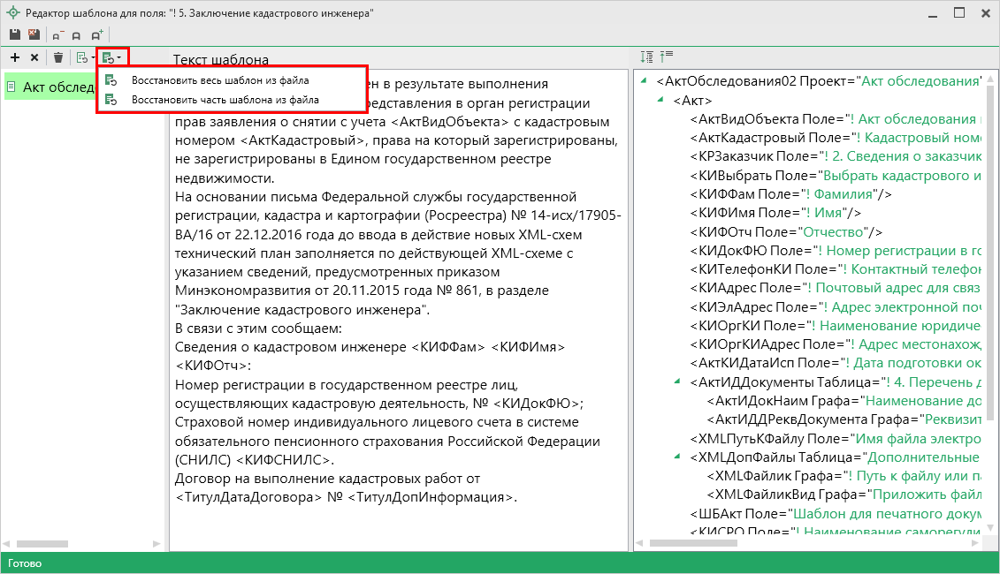 Редактор шаблона для поля: "! 5. Заключение кадастрового инженера"
Текст шаблона
Восстановить весь шаблон из файла
Восстановить часть шаблона из файла
Акт обслед
ен в результате выполнения
редставления в орган регистрации
прав заявления о снятии с учета <АктВидОбъекта> с кадастровым
номером <АктКадастровый>, права на который зарегистрированы,
не зарегистрированы в Едином государственном реестре
недвижимости.
На основании письма Федеральной службы государственной
регистрации, кадастра и картографии (Росреестра) № 14-исх/17905-
ВА/16 от 22.12.2016 года до ввода в действие новых XML-схем
технический план заполняется по действующей XML-схеме с
указанием сведений, предусмотренных приказом
Минэкономразвития от 20.11.2015 года № 861, в разделе
"Заключение кадастрового инженера".
В связи с этим сообщаем:
Сведения о кадастровом инженере <КИФФам> <КИФИмя>
<КИФОтч>:
Номер регистрации в государственном реестре лиц,
осуществляющих кадастровую деятельность, № <КИДокФЮ>;
Страховой номер индивидуального лицевого счета в системе
обязательного пенсионного страхования Российской Федерации
(СНИЛС) <КИФСНИЛС>.
Договор на выполнение кадастровых работ от
<ТитулДатаДоговора> № <ТитулДопИнформация>.
<АктОбследования02 Проект="Акт обследования"
<Акт>
<АктВидОбъекта Поле="! Акт обследования
<АктКадастровый Поле="! Кадастровый номе
<КРЗаказчик Поле="! 2. Сведения о заказчик
<КИВыбрать Поле="Выбрать кадастрового и
<КИФФам Поле="! Фамилия"/>
<КИФИмя Поле="! Имя"/>
<КИФОтч Поле="Отчество"/>
<КИДокФЮ Поле="! Номер регистрации в го
<КИТелефонКИ Поле="! Контактный телефон
<КИАдрес Поле="! Почтовый адрес для связ
<КИЭлАдрес Поле="! Адрес электронной поч
<КИОргКИ Поле="! Наименование юридичес
<КИОргКИАдрес Поле="! Адрес местонахожд
<АктКИДатаИсп Поле="! Дата подготовки ок
<АктИДДокументы Таблица="! 4. Перечень д
<АктИДокНаим Графа="Наименование до
<АктИДДРеквДокумента Графа="Реквизит
<XMLПутьКФайлу Поле="Имя файла электро
<XMLДопФайлы Таблица="Дополнительные
<XMLФайлик Графа="! Путь к файлу или па
<XMLФайликВид Графа="Приложить файл
<ШБАкт Поле="Шаблон для печатного докум
<КИСРО Поле="! Наименование саморегули
Готово